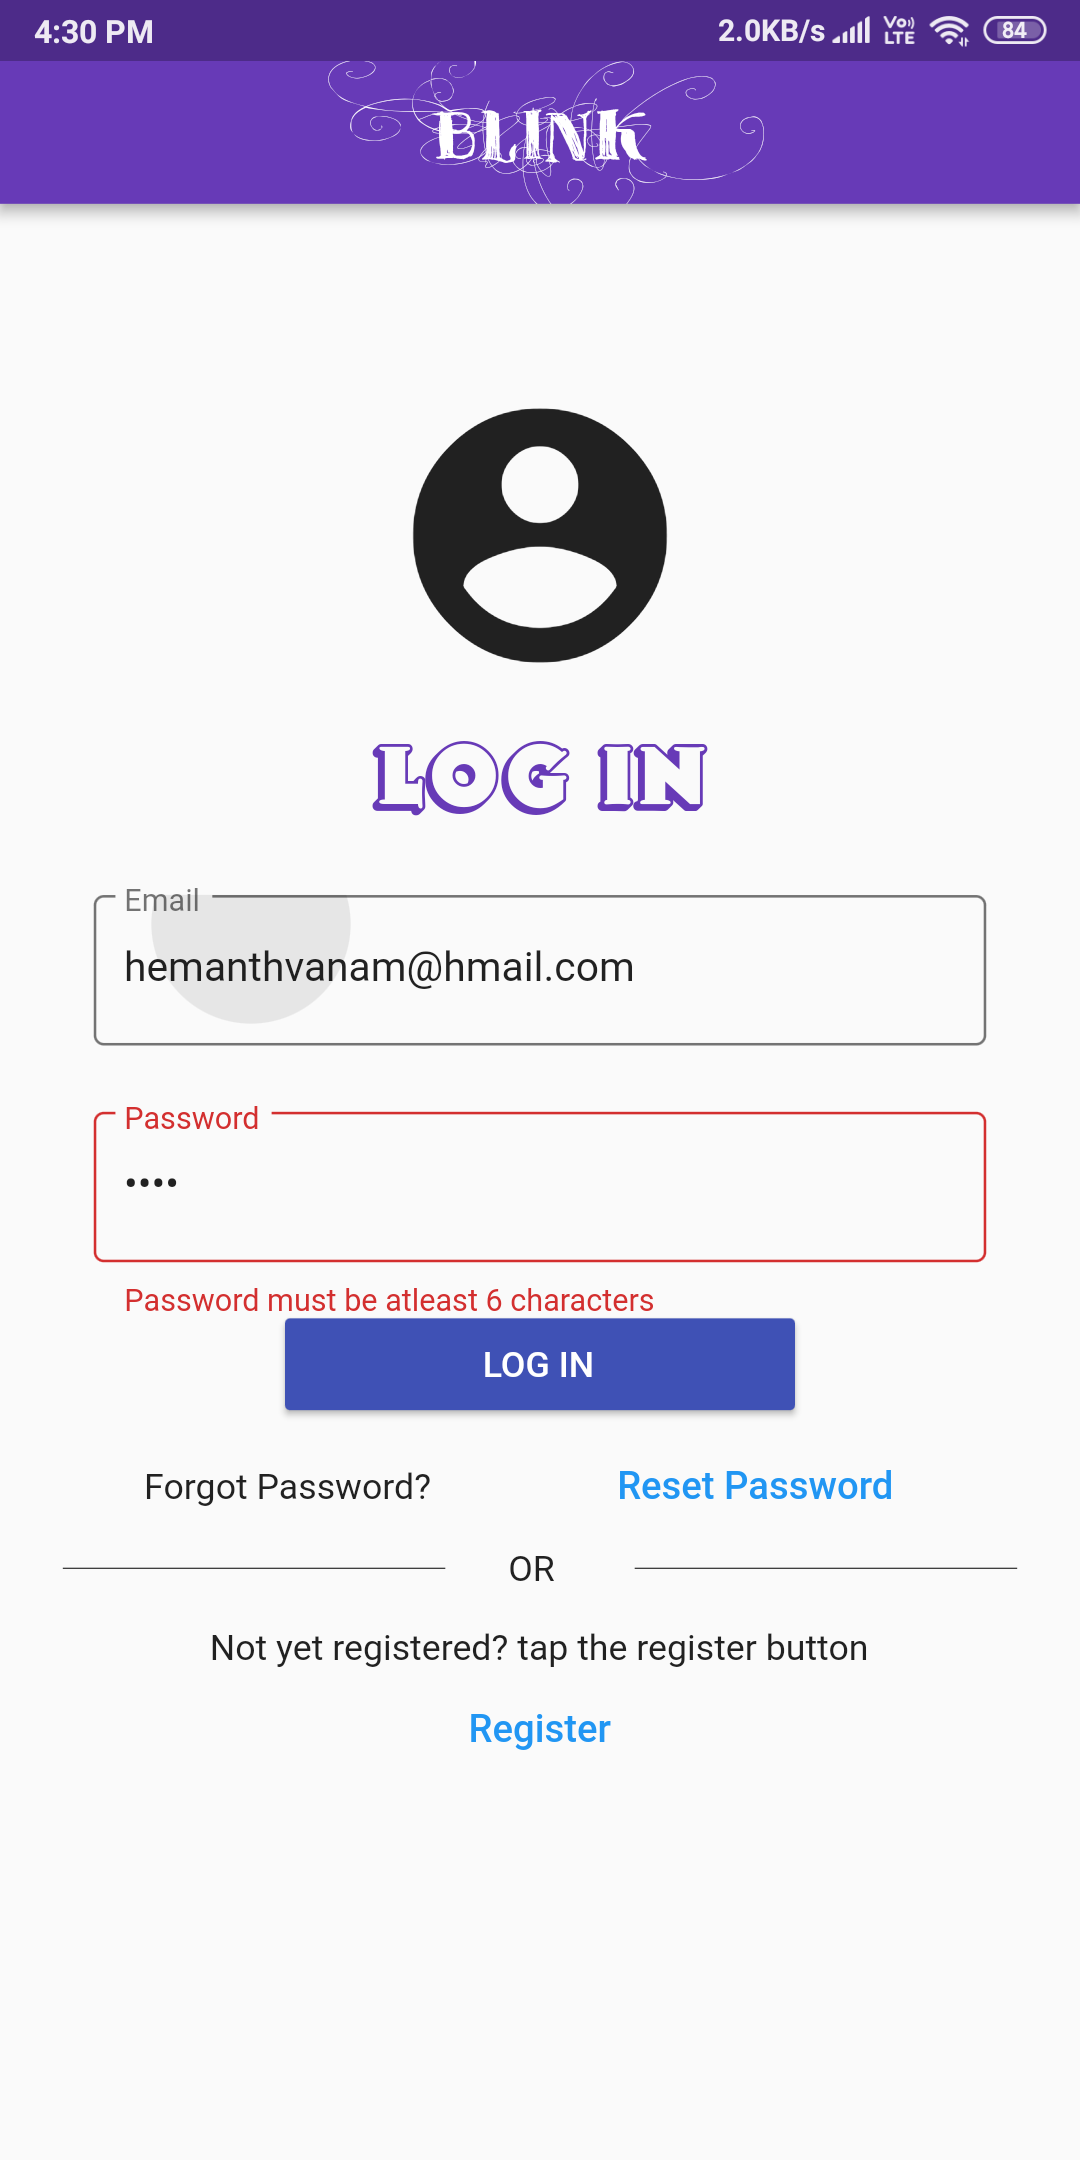 4:30 PM 2.0KB/s Vo LTE 84
BLINK
LOG IN
Email
hemanthvanam@hmail.com
Password
••••
Password must be atleast 6 characters
LOG IN
Forgot Password? Reset Password
OR
Not yet registered? tap the register button
Register